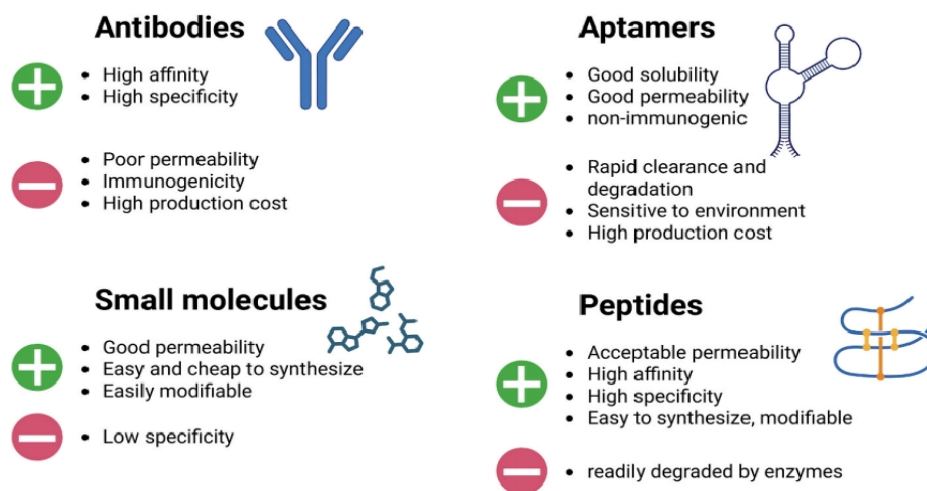 Antibodies
High affinity
High specificity
Poor permeability
Immunogenicity
High production cost
Aptamers
Good solubility
Good permeability
non-immunogenic
Rapid clearance and
degradation
Sensitive to environment
High production cost
Small molecules
Good permeability
Easy and cheap to synthesize
Easily modifiable
Low specificity
Peptides
Acceptable permeability
High affinity
High specificity
Easy to synthesize, modifiable
readily degraded by enzymes